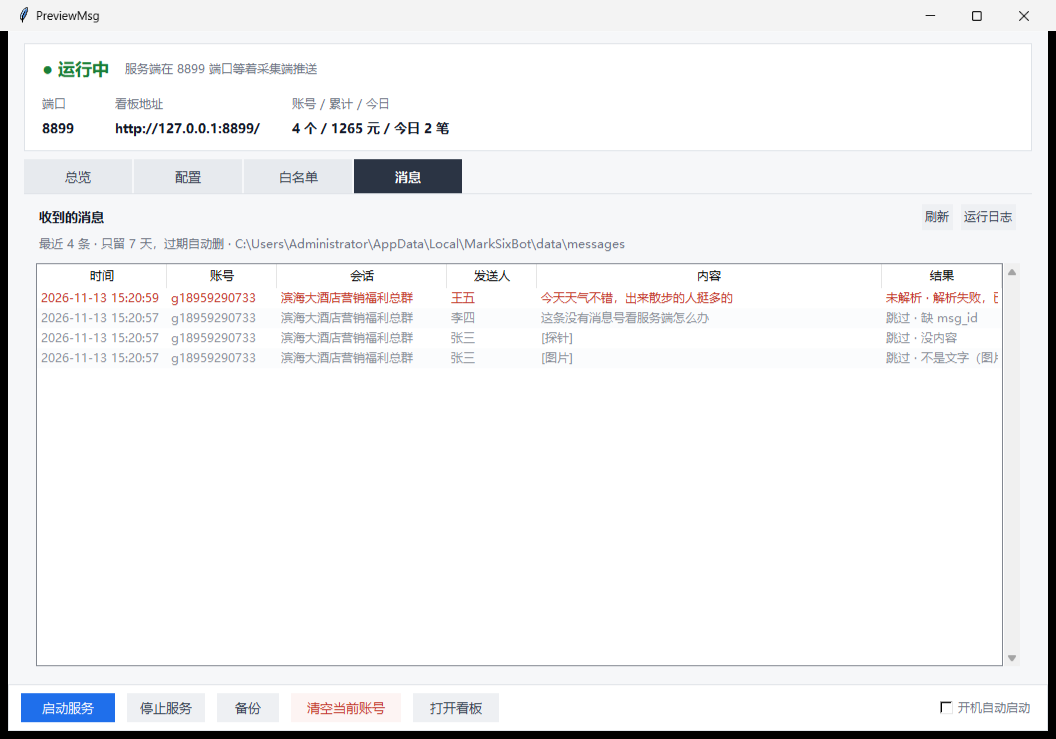 PreviewMsg
● 运行中 服务端在 8899 端口等着采集端推送
端口 看板地址 账号 / 累计 / 今日
8899 http://127.0.0.1:8899/ 4 个 / 1265 元 / 今日 2 笔
总览 配置 白名单 消息
收到的消息 刷新 运行日志
最近 4 条 · 只留 7 天，过期自动删 · C:\Users\Administrator\AppData\Local\MarkSixBot\data\messages
时间 账号 会话 发送人 内容 结果
2026-11-13 15:20:59 g18959290733 滨海大酒店营销福利总群 王五 今天天气不错，出来散步的人挺多的 未解析 · 解析失败，
2026-11-13 15:20:57 g18959290733 滨海大酒店营销福利总群 李四 这条没有消息号看服务端怎么办 跳过 · 缺 msg_id
2026-11-13 15:20:57 g18959290733 滨海大酒店营销福利总群 张三 [探针] 跳过 · 没内容
2026-11-13 15:20:57 g18959290733 滨海大酒店营销福利总群 张三 [图片] 跳过 · 不是文字（图
启动服务 停止服务 备份 清空当前账号 打开看板 开机自动启动